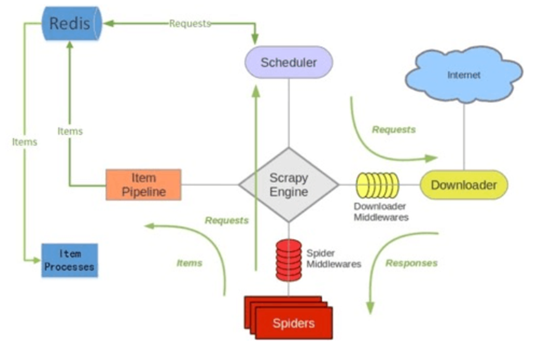 Redis
Requests
Scheduler
Internet
Requests
Items
Items
Item
Pipeline
Scrapy
Engine
Downloader
Downloader
Middlewares
Requests
Item
Processes
Items
Spider
Middlewares
Responses
Spiders